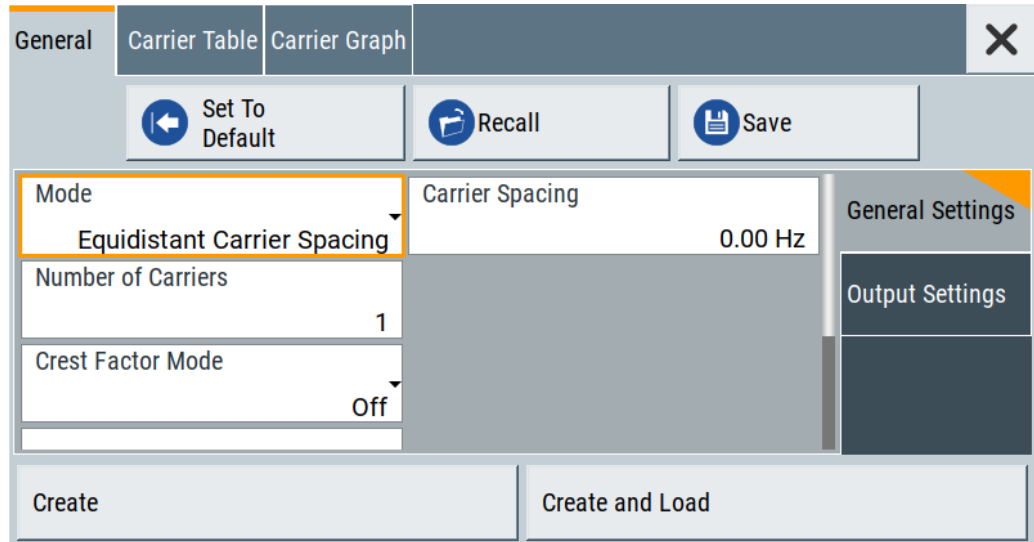 General
Carrier Table
Carrier Graph
Set To
Default
Recall
Save
Mode
Equidistant Carrier Spacing
Carrier Spacing
0.00 Hz
General Settings
Number of Carriers
1
Output Settings
Crest Factor Mode
Off
Create
Create and Load